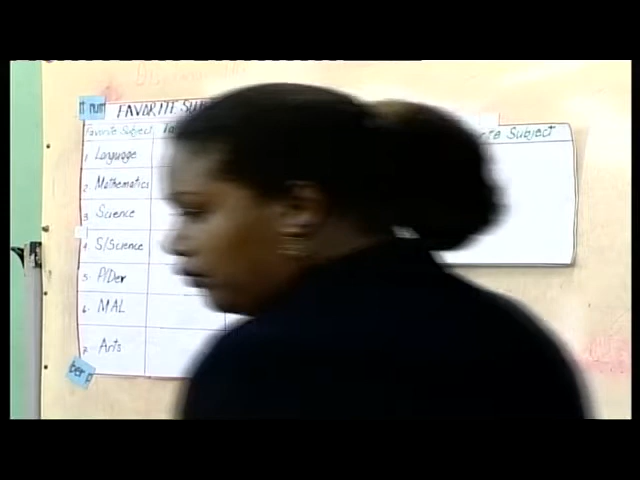 FAVORITE SUB
Favorite Subject
1 Language
2. Mathematics
3 Science
4. S/Science
5. P/Der
6. MAL
7. Arts
te Subject